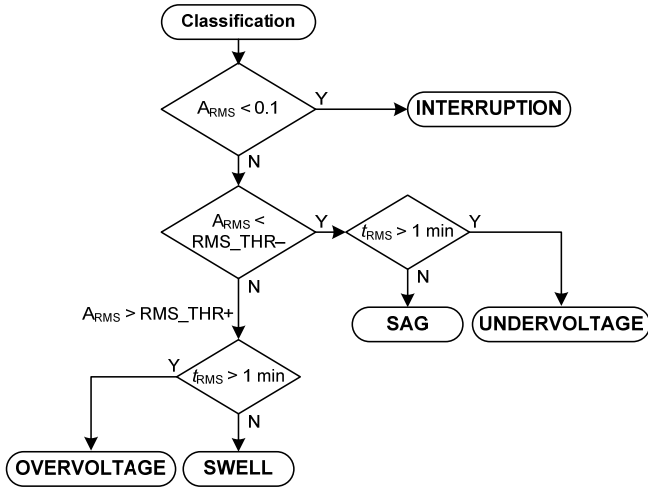 Classification
A_RMS < 0.1
Y
INTERRUPTION
N
A_RMS <
RMS_THR–
Y
t_RMS > 1 min
Y
N
N
A_RMS > RMS_THR+
SAG
UNDERVOLTAGE
Y
t_RMS > 1 min
N
OVERVOLTAGE
SWELL